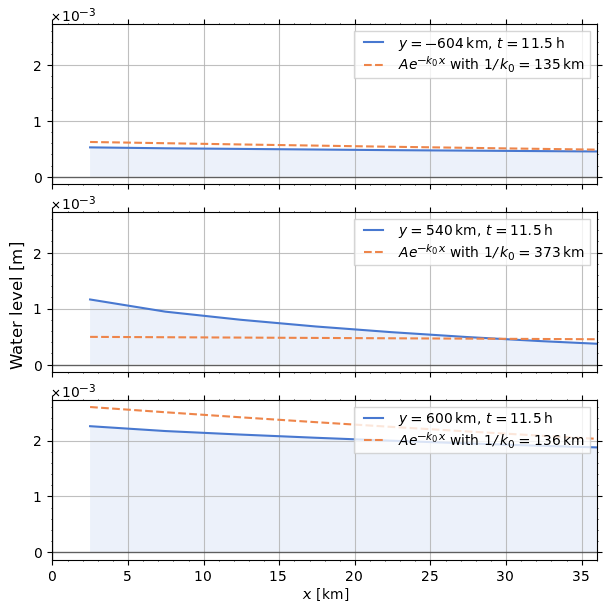 ×10⁻³
y = −604 km, t = 11.5 h
Ae^{−k₀x} with 1/k₀ = 135 km
2
1
0
×10⁻³
y = 540 km, t = 11.5 h
Ae^{−k₀x} with 1/k₀ = 373 km
2
1
0
Water level [m]
×10⁻³
y = 600 km, t = 11.5 h
Ae^{−k₀x} with 1/k₀ = 136 km
2
1
0
0 5 10 15 20 25 30 35
x [km]